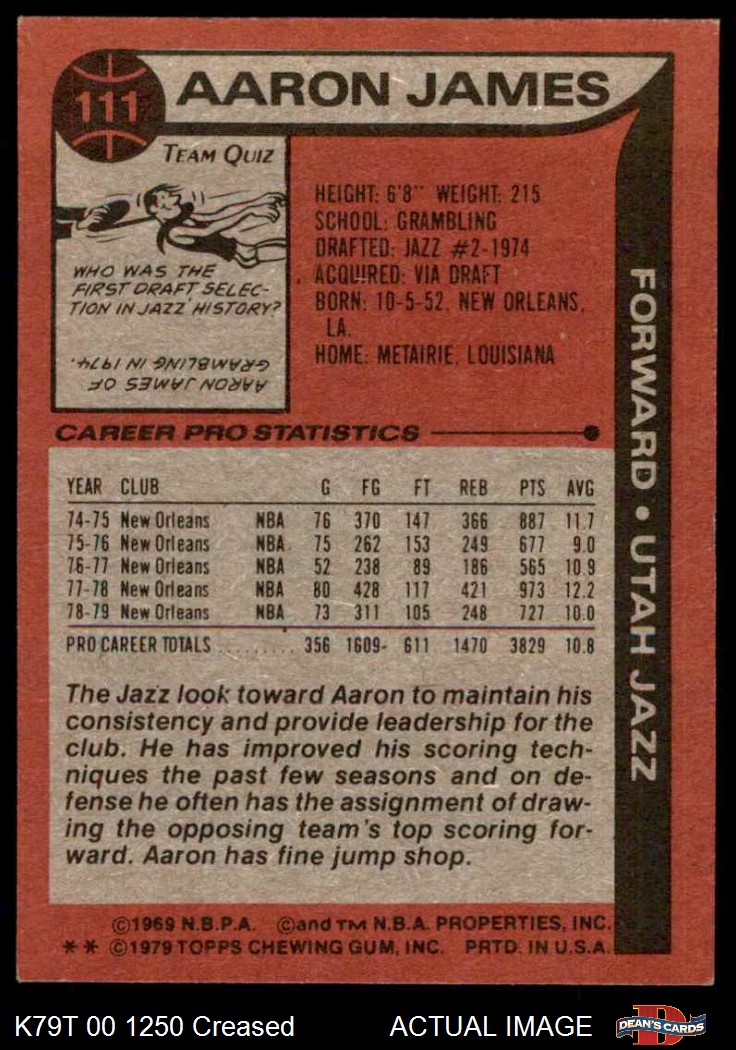 111
AARON JAMES
TEAM QUIZ
WHO WAS THE
FIRST DRAFT SELEC-
TION IN JAZZ HISTORY?
AARON JAMES OF
GRAMBLING IN 1974.
HEIGHT: 6'8" WEIGHT: 215
SCHOOL: GRAMBLING
DRAFTED: JAZZ #2-1974
ACQUIRED: VIA DRAFT
BORN: 10-5-52, NEW ORLEANS,
LA.
HOME: METAIRIE, LOUISIANA
FORWARD • UTAH JAZZ
CAREER PRO STATISTICS
YEAR CLUB G FG FT REB PTS AVG
74-75 New Orleans NBA 76 370 147 366 887 11.7
75-76 New Orleans NBA 75 262 153 249 677 9.0
76-77 New Orleans NBA 52 238 89 186 565 10.9
77-78 New Orleans NBA 80 428 117 421 973 12.2
78-79 New Orleans NBA 73 311 105 248 727 10.0
PRO CAREER TOTALS ......... 356 1609- 611 1470 3829 10.8
The Jazz look toward Aaron to maintain his
consistency and provide leadership for the
club. He has improved his scoring tech-
niques the past few seasons and on de-
fense he often has the assignment of draw-
ing the opposing team's top scoring for-
ward. Aaron has fine jump shop.
©1969 N.B.P.A. ©and TM N.B.A. PROPERTIES, INC.
** ©1979 TOPPS CHEWING GUM, INC. PRTD. IN U.S.A.
K79T 00 1250 Creased ACTUAL IMAGE
D
DEAN'S CARDS